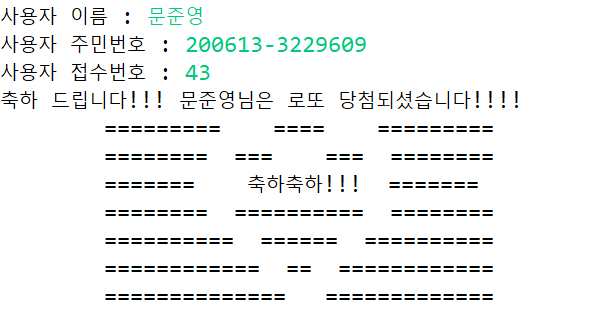 사용자 이름 : 문준영
사용자 주민번호 : 200613-3229609
사용자 접수번호 : 43
축하 드립니다!!! 문준영님은 로또 당첨되셨습니다!!!!
=========    ====    =========
========  ===    ===  ========
=======    축하축하!!!  =======
========  ==========  ========
==========  ======  ==========
============  ==  ============
==============   =============